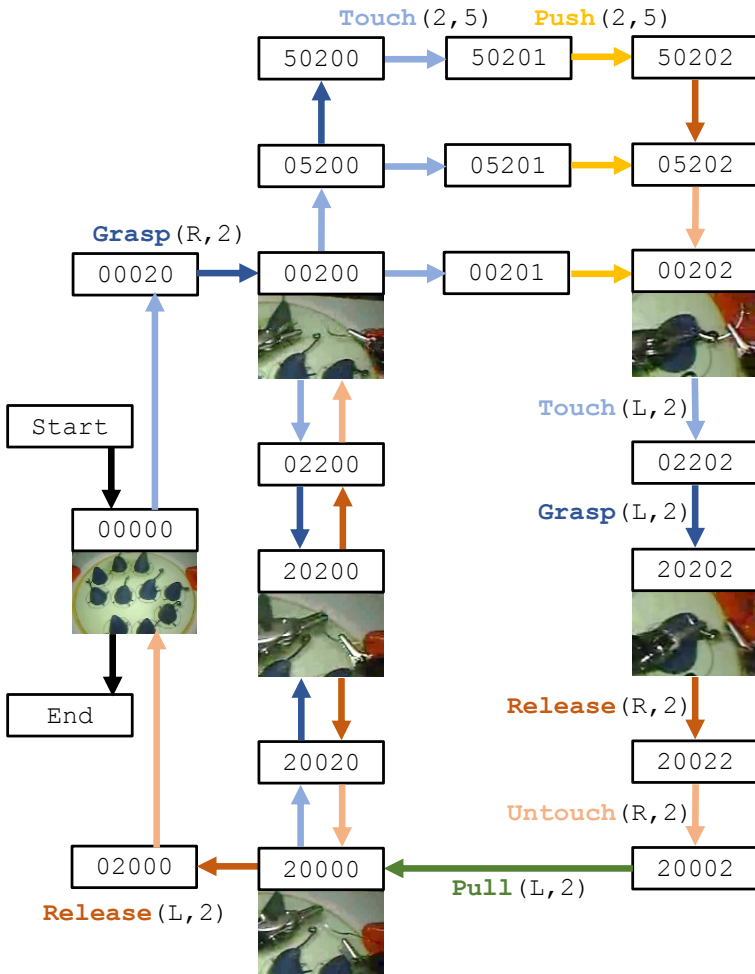 Touch(2,5) Push(2,5)
50200 50201 50202
05200 05201 05202
Grasp(R,2)
00020 00200 00201 00202
Touch(L,2)
Start
02200 02202
Grasp(L,2)
00000
20200 20202
End
Release(R,2)
20020 20022
Untouch(R,2)
02000 20000 20002
Pull(L,2)
Release(L,2)